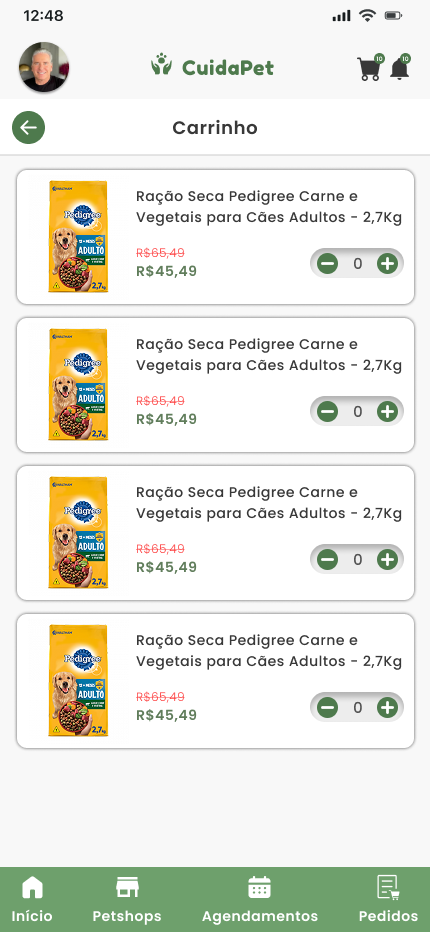 12:48
CuidaPet
10
10
Carrinho
Pedigree
ADULTO
2,7kg
Ração Seca Pedigree Carne e
Vegetais para Cães Adultos - 2,7Kg
R$65,49
R$45,49
0
Pedigree
ADULTO
2,7kg
Ração Seca Pedigree Carne e
Vegetais para Cães Adultos - 2,7Kg
R$65,49
R$45,49
0
Pedigree
ADULTO
2,7kg
Ração Seca Pedigree Carne e
Vegetais para Cães Adultos - 2,7Kg
R$65,49
R$45,49
0
Pedigree
ADULTO
2,7kg
Ração Seca Pedigree Carne e
Vegetais para Cães Adultos - 2,7Kg
R$65,49
R$45,49
0
Início
Petshops
Agendamentos
Pedidos